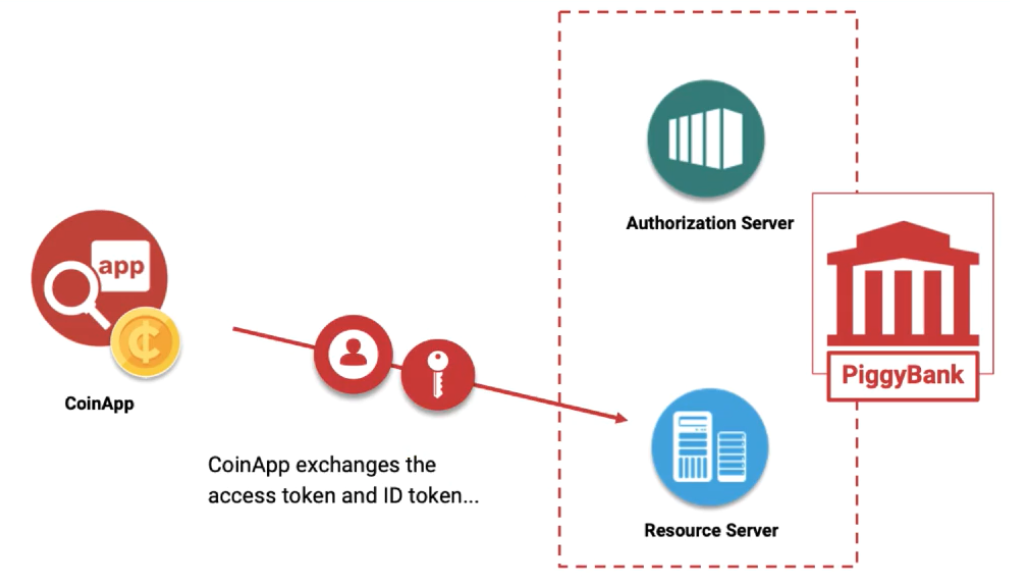 Authorization Server
app
PiggyBank
CoinApp
CoinApp exchanges the
access token and ID token...
Resource Server